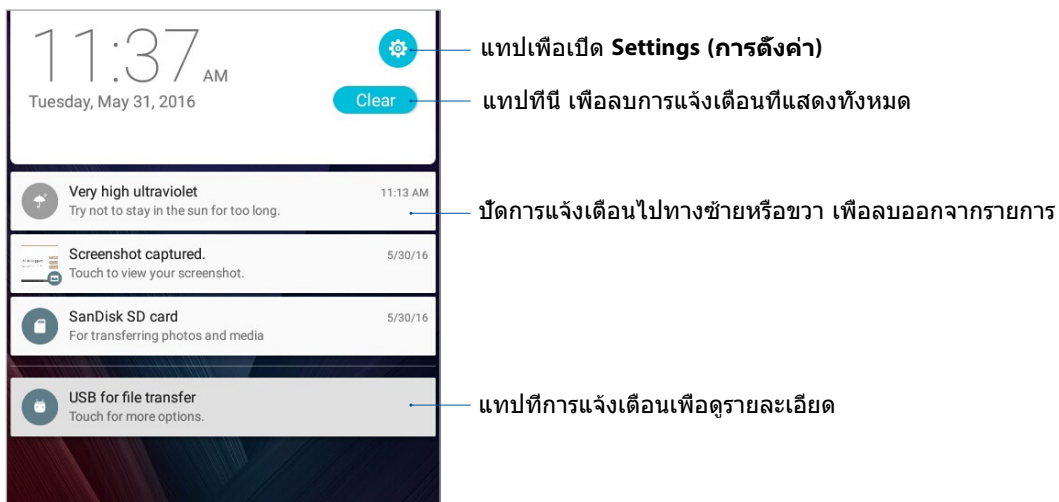 11:37 AM
Tuesday, May 31, 2016
Clear
แทปเพือเปิด Settings (การตั้งค่า)
แทปทีนี เพือลบการแจ้งเตือนทีแสดงทั้งหมด
Very high ultraviolet 11:13 AM
Try not to stay in the sun for too long.
ปัดการแจ้งเตือนไปทางซ้ายหรือขวา เพือลบออกจากรายการ
Screenshot captured. 5/30/16
Touch to view your screenshot.
SanDisk SD card 5/30/16
For transferring photos and media
USB for file transfer
Touch for more options.
แทปทีการแจ้งเตือนเพือดูรายละเอียด